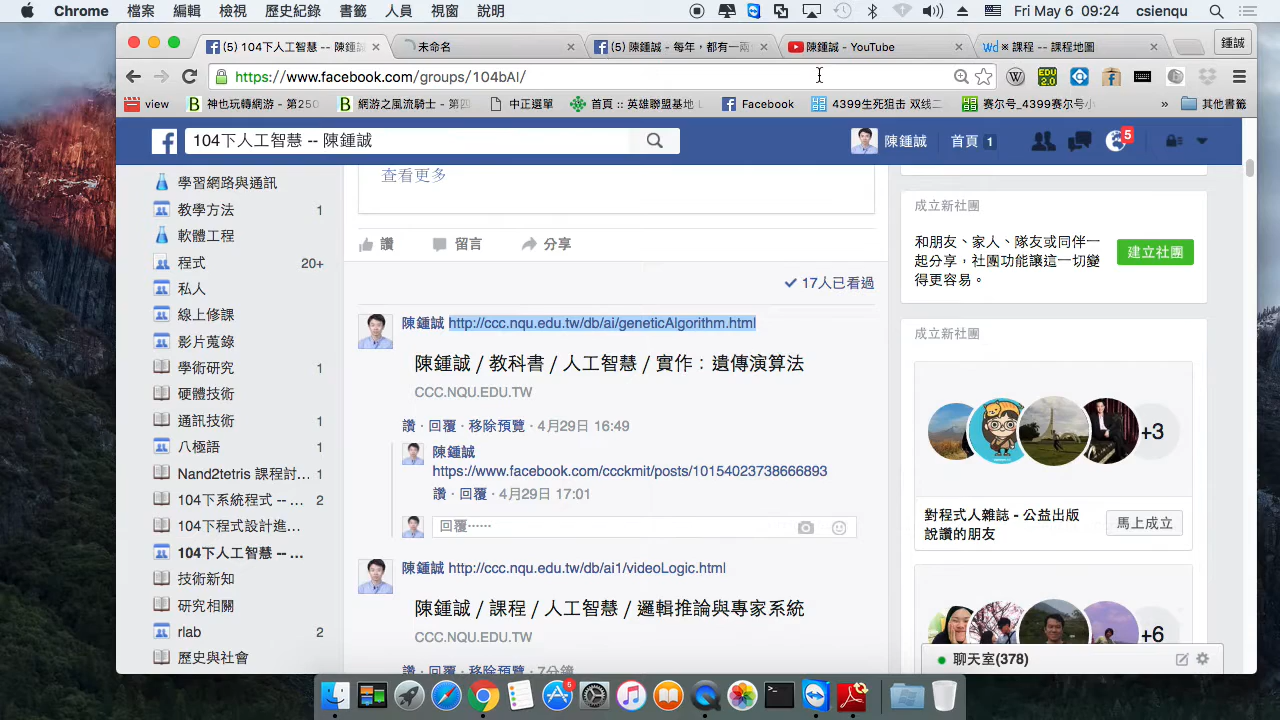 Chrome 檔案 編輯 檢視 歷史紀錄 書籤 人員 視窗 說明 Fri May 6 09:24 csienqu
(5) 104下人工智慧 -- 陳鍾誠
未命名
(5) 陳鍾誠 - 每年，都有一兩
陳鍾誠 - YouTube
※ 課程 -- 課程地圖
鍾誠
https://www.facebook.com/groups/104bAI/
view
神也玩轉網游 - 第250
網游之盜賊騎士 - 第四
中正選單
首頁 :: 英雄聯盟基地
Facebook
4399生死狙击 双线二
赛尔号_4399赛尔号小
» 其他書籤
104下人工智慧 -- 陳鍾誠
陳鍾誠 首頁 1
5
學習網路與通訊
教學方法 1
軟體工程
程式 20+
私人
線上修課
影片蒐錄
學術研究 1
硬體技術
通訊技術 1
八極語 1
Nand2tetris 課程討... 1
104下系統程式 -- ... 2
104下程式設計進...
104下人工智慧 -- ...
技術新知
研究相關
rlab 2
歷史與社會
查看更多
讚 留言 分享
17人已看過
陳鍾誠 http://ccc.nqu.edu.tw/db/ai/geneticAlgorithm.html
陳鍾誠 / 教科書 / 人工智慧 / 實作：遺傳演算法
CCC.NQU.EDU.TW
讚 · 回覆 · 移除預覽 · 4月29日 16:49
陳鍾誠
https://www.facebook.com/ccckmit/posts/10154023738666893
讚 · 回覆 · 4月29日 17:01
回覆······
陳鍾誠 http://ccc.nqu.edu.tw/db/ai1/videoLogic.html
陳鍾誠 / 課程 / 人工智慧 / 邏輯推論與專家系統
CCC.NQU.EDU.TW
讚 · 回覆 · 移除預覽 · 7分鐘
成立新社團
和朋友、家人、隊友或同伴一
起分享，社團功能讓這一切變
得更容易。
建立社團
成立新社團
+3
對程式人雜誌 - 公益出版
說讚的朋友
馬上成立
+6
聊天室(378)
6